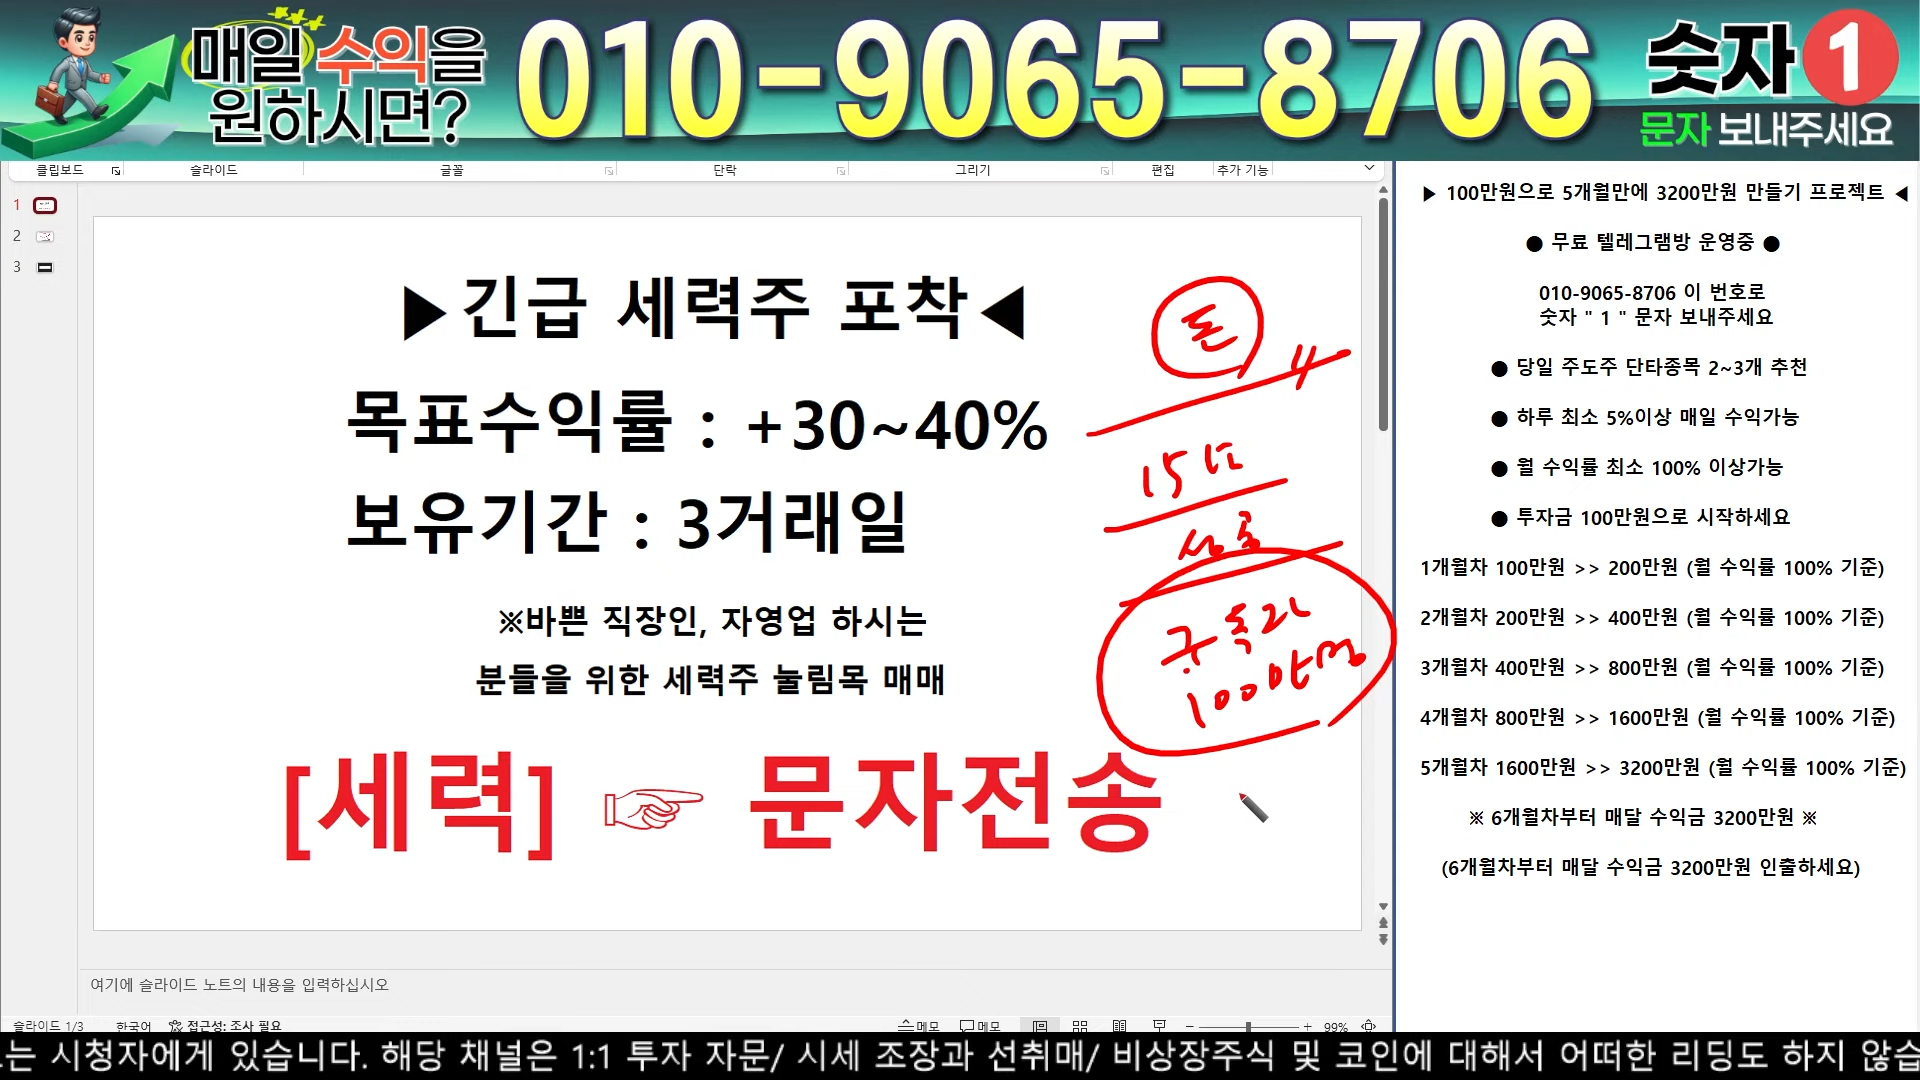 매일 수익을
원하시면?
010-9065-8706
숫자 1
문자 보내주세요
클립보드 슬라이드 글꼴 단락 그리기 편집 추가 기능
1
2
3
▶긴급 세력주 포착◀
목표수익률 : +30~40%
보유기간 : 3거래일
※바쁜 직장인, 자영업 하시는
분들을 위한 세력주 눌림목 매매
[세력] ☞ 문자전송
돈
4
15
구독과
▶ 100만원으로 5개월만에 3200만원 만들기 프로젝트 ◀
● 무료 텔레그램방 운영중 ●
010-9065-8706 이 번호로
숫자 " 1 " 문자 보내주세요
● 당일 주도주 단타종목 2~3개 추천
● 하루 최소 5%이상 매일 수익가능
● 월 수익률 최소 100% 이상가능
● 투자금 100만원으로 시작하세요
1개월차 100만원 >> 200만원 (월 수익률 100% 기준)
2개월차 200만원 >> 400만원 (월 수익률 100% 기준)
3개월차 400만원 >> 800만원 (월 수익률 100% 기준)
4개월차 800만원 >> 1600만원 (월 수익률 100% 기준)
5개월차 1600만원 >> 3200만원 (월 수익률 100% 기준)
※ 6개월차부터 매달 수익금 3200만원 ※
(6개월차부터 매달 수익금 3200만원 인출하세요)
여기에 슬라이드 노트의 내용을 입력하십시오
슬라이드 1/3 한국어 접근성: 조사 필요 메모 메모 99%
는 시청자에게 있습니다. 해당 채널은 1:1 투자 자문/ 시세 조장과 선취매/ 비상장주식 및 코인에 대해서 어떠한 리딩도 하지 않습